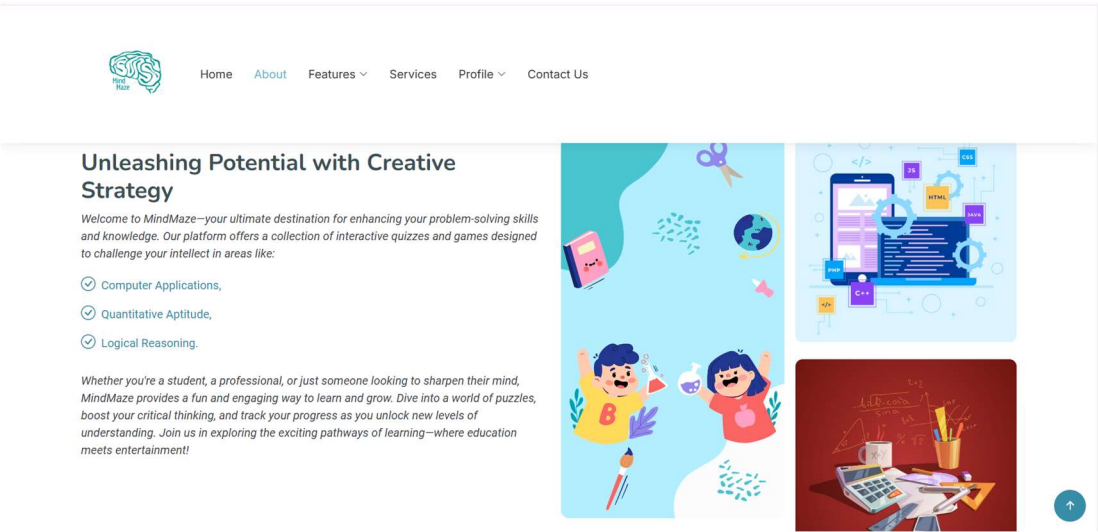 Mind
Maze
Home About Features Services Profile Contact Us
Unleashing Potential with Creative
Strategy
Welcome to MindMaze—your ultimate destination for enhancing your problem-solving skills
and knowledge. Our platform offers a collection of interactive quizzes and games designed
to challenge your intellect in areas like:
Computer Applications,
Quantitative Aptitude,
Logical Reasoning.
Whether you're a student, a professional, or just someone looking to sharpen their mind,
MindMaze provides a fun and engaging way to learn and grow. Dive into a world of puzzles,
boost your critical thinking, and track your progress as you unlock new levels of
understanding. Join us in exploring the exciting pathways of learning—where education
meets entertainment!
B
</>
CSS
JS
HTML
JAVA
PHP
C++
</>
X+Y